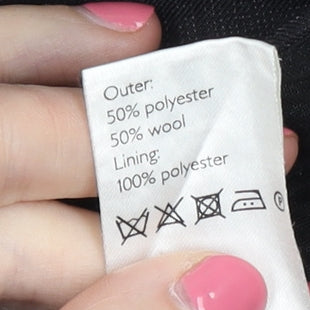 Outer:
50% polyester
50% wool
Lining:
100% polyester
P